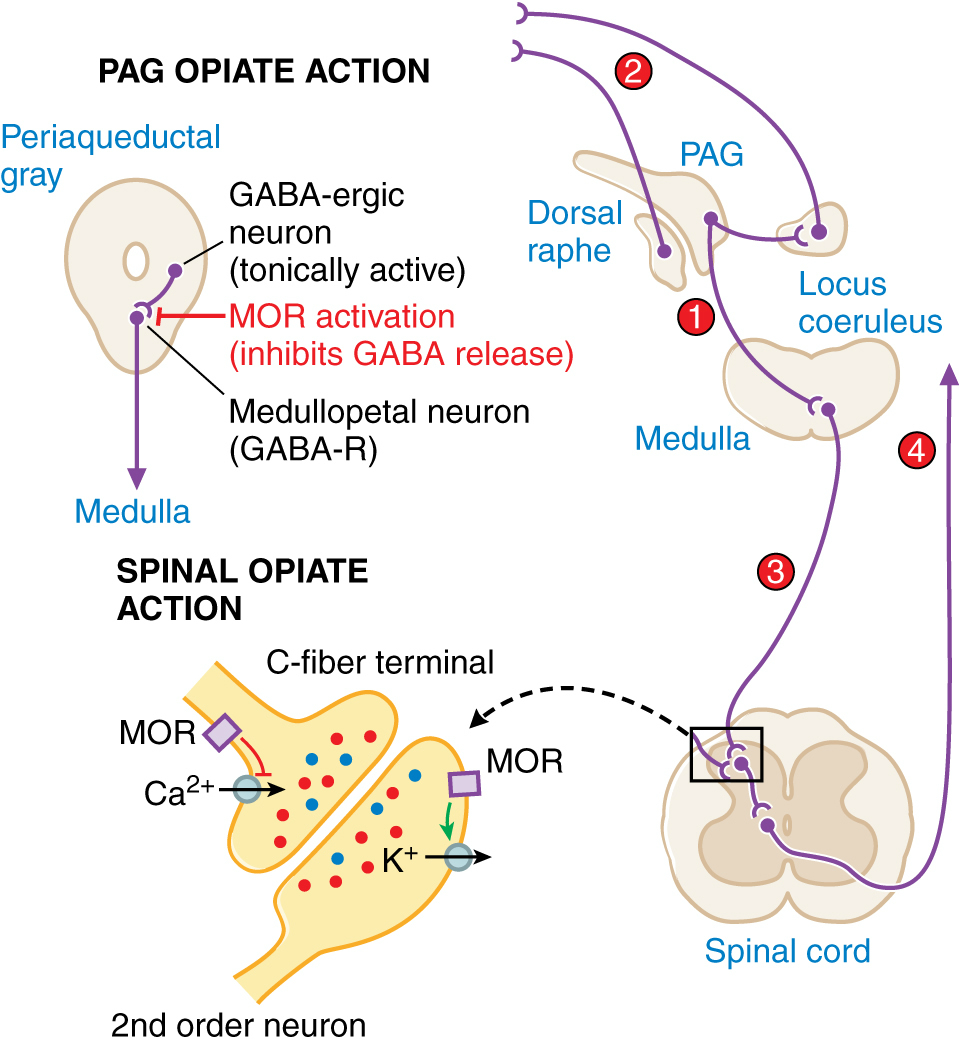 PAG OPIATE ACTION
Periaqueductal
gray
GABA-ergic
neuron
(tonically active)
MOR activation
(inhibits GABA release)
Medullopetal neuron
(GABA-R)
Medulla
2
PAG
Dorsal
raphe
Locus
coeruleus
1
Medulla
4
3
Spinal cord
SPINAL OPIATE
ACTION
C-fiber terminal
MOR
Ca²⁺
MOR
K⁺
2nd order neuron